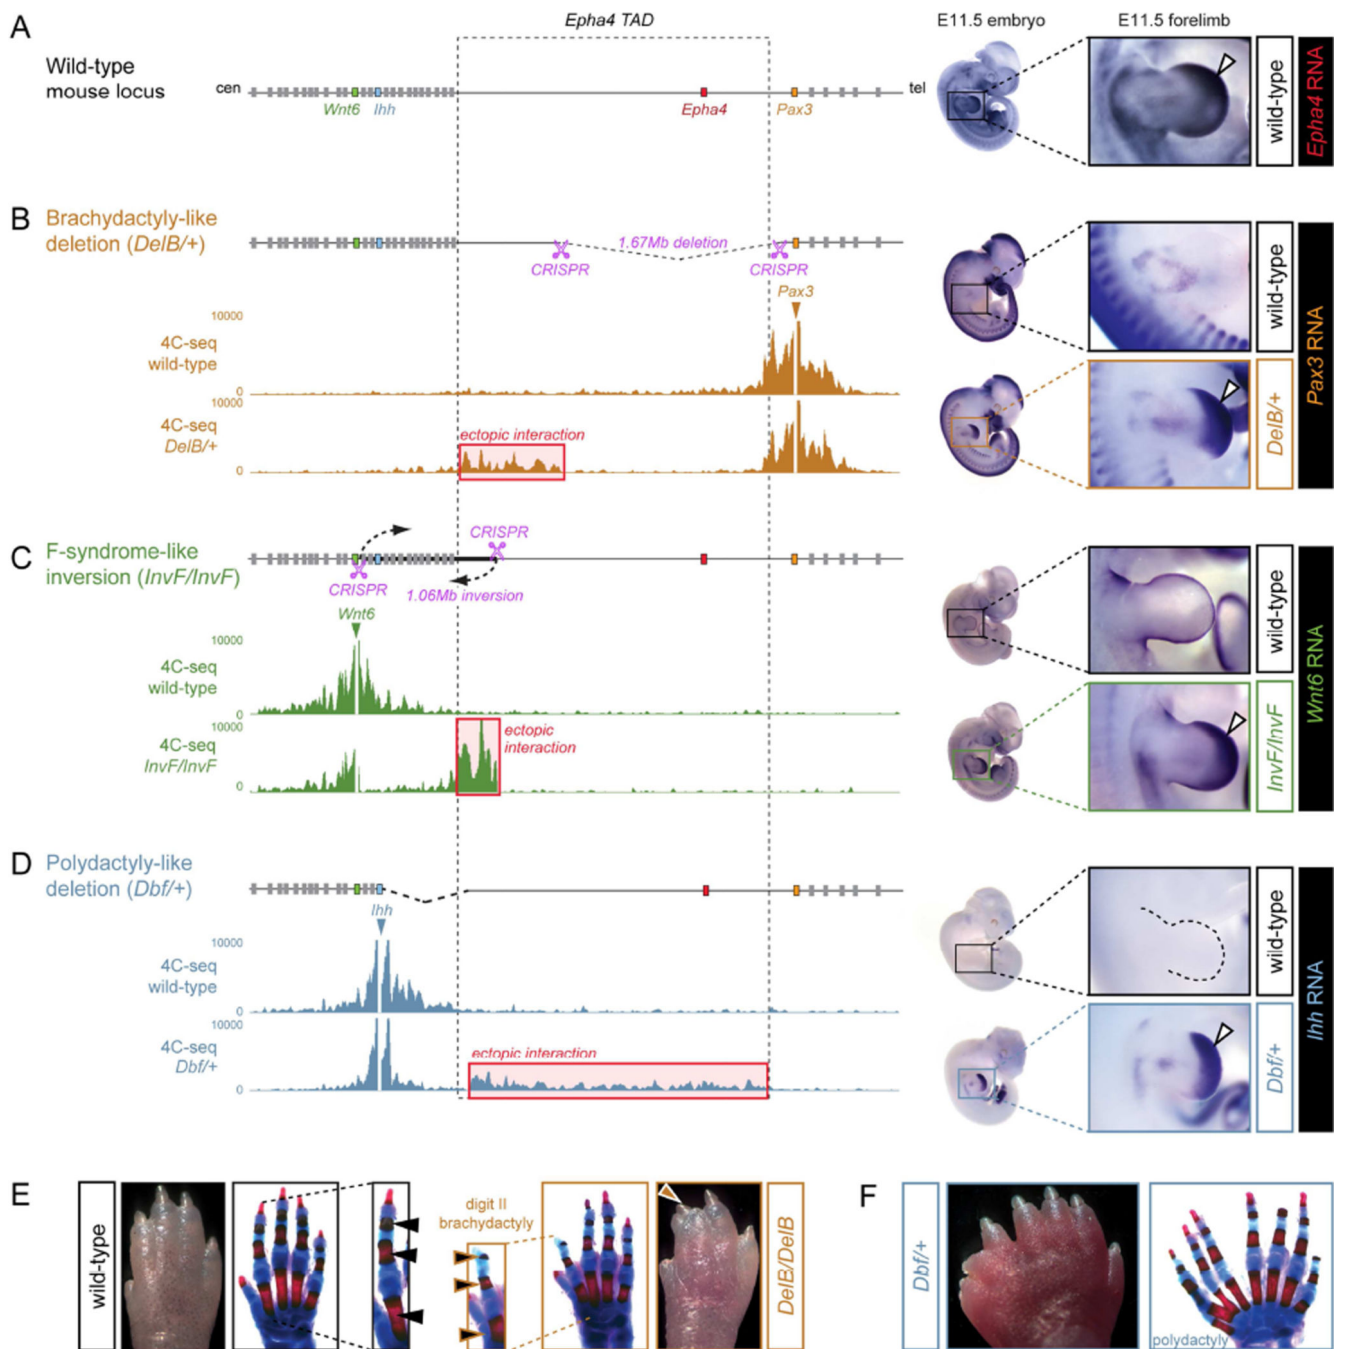 A
Epha4 TAD
E11.5 embryo
E11.5 forelimb
Wild-type
mouse locus
cen
tel
Wnt6
Ihh
Epha4
Pax3
wild-type
Epha4 RNA
B
Brachydactyly-like
deletion (DelB/+)
1.67Mb deletion
CRISPR
CRISPR
Pax3
10000
4C-seq
wild-type
0
10000
4C-seq
DelB/+
0
ectopic interaction
wild-type
DelB/+
Pax3 RNA
C
F-syndrome-like
inversion (InvF/InvF)
CRISPR
CRISPR
1.06Mb inversion
Wnt6
10000
4C-seq
wild-type
0
10000
4C-seq
InvF/InvF
0
ectopic
interaction
wild-type
InvF/InvF
Wnt6 RNA
D
Polydactyly-like
deletion (Dbf/+)
Ihh
10000
4C-seq
wild-type
0
10000
4C-seq
Dbf/+
0
ectopic interaction
wild-type
Dbf/+
Ihh RNA
E
wild-type
digit II
brachydactyly
DelB/DelB
F
Dbf/+
polydactyly